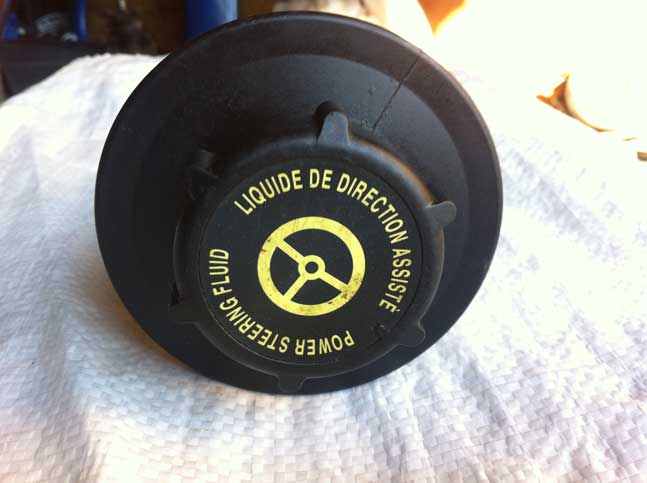 LIQUIDE DE DIRECTION ASSISTÉ
POWER STEERING FLUID